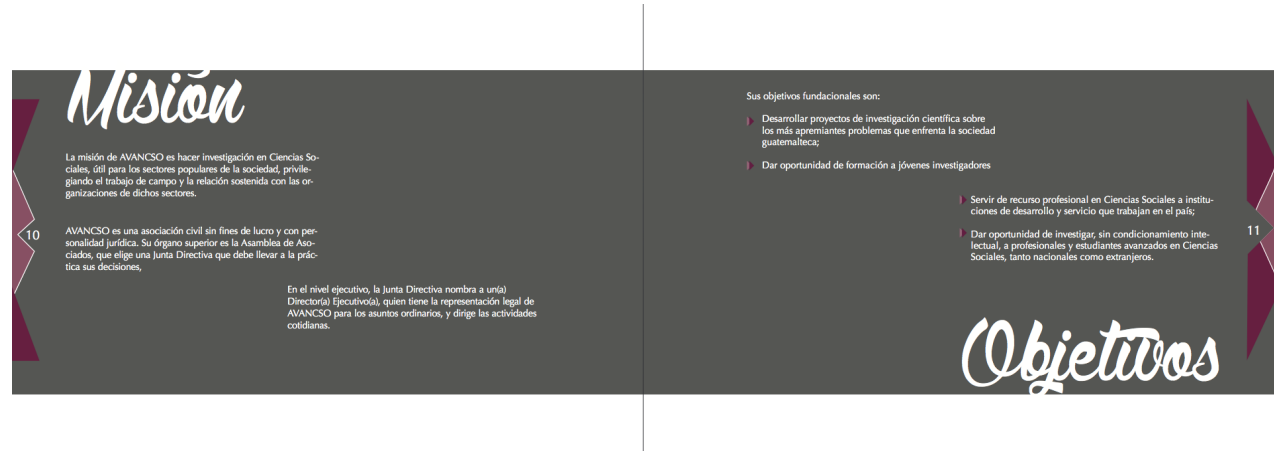 Misión
La misión de AVANCSO es hacer investigación en Ciencias So-
ciales, útil para los sectores populares de la sociedad, privile-
giando el trabajo de campo y la relación sostenida con las or-
ganizaciones de dichos sectores.
AVANCSO es una asociación civil sin fines de lucro y con per-
sonalidad jurídica. Su órgano superior es la Asamblea de Aso-
ciados, que elige una Junta Directiva que debe llevar a la prác-
tica sus decisiones,
En el nivel ejecutivo, la Junta Directiva nombra a un(a)
Director(a) Ejecutivo(a), quien tiene la representación legal de
AVANCSO para los asuntos ordinarios, y dirige las actividades
cotidianas.
10
Sus objetivos fundacionales son:
Desarrollar proyectos de investigación científica sobre
los más apremiantes problemas que enfrenta la sociedad
guatemalteca;
Dar oportunidad de formación a jóvenes investigadores
Servir de recurso profesional en Ciencias Sociales a institu-
ciones de desarrollo y servicio que trabajan en el país;
Dar oportunidad de investigar, sin condicionamiento inte-
lectual, a profesionales y estudiantes avanzados en Ciencias
Sociales, tanto nacionales como extranjeros.
11
Objetivos